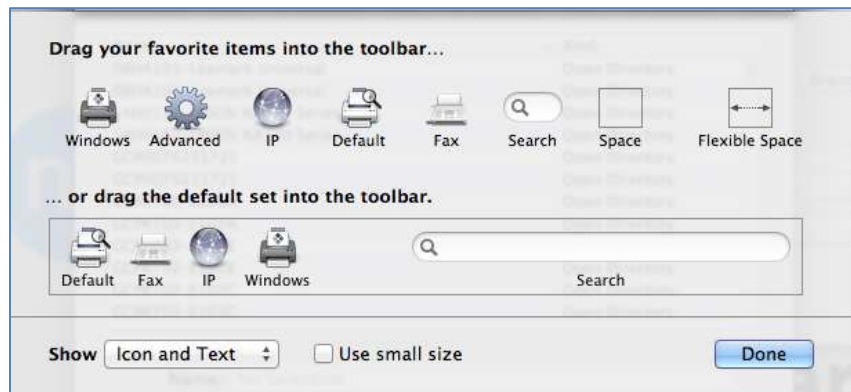 Drag your favorite items into the toolbar...
Windows Advanced IP Default Fax Search Space Flexible Space
... or drag the default set into the toolbar.
Default Fax IP Windows Search
Show Icon and Text Use small size Done